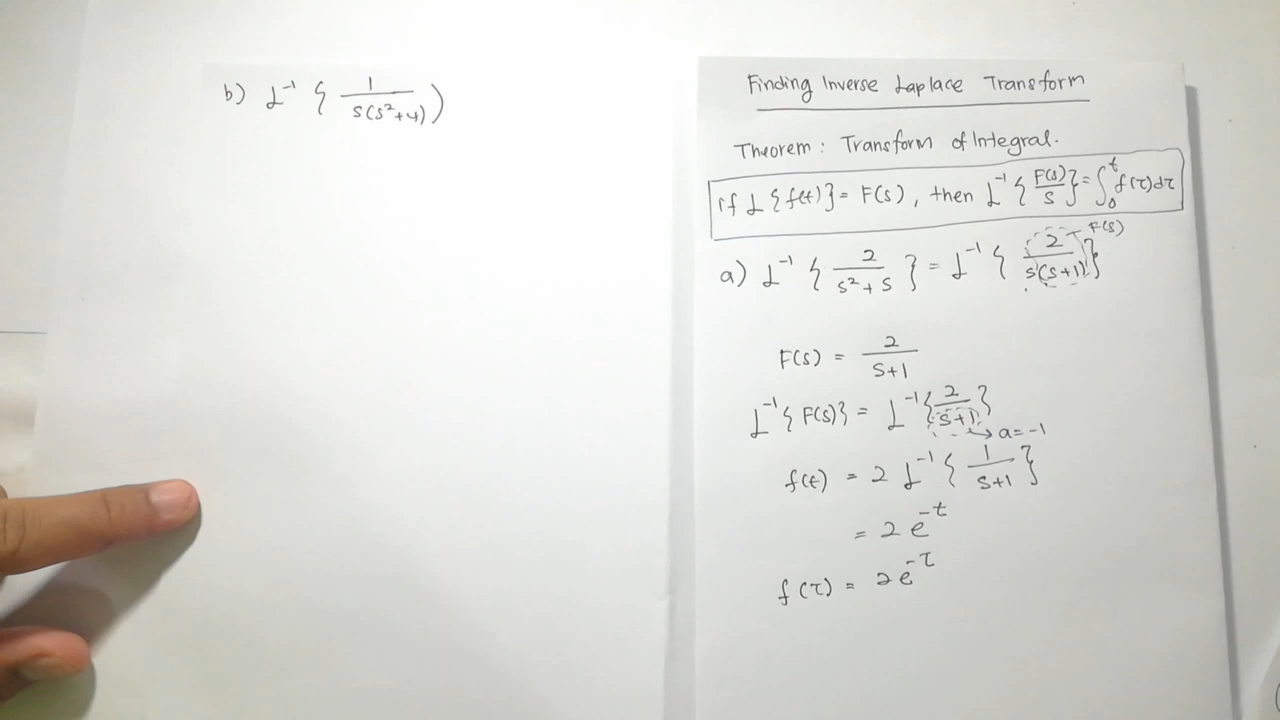 b) L⁻¹ { 1/(s(s²+4)) )
Finding Inverse Laplace Transform
Theorem: Transform of Integral.
If L{f(t)} = F(s), then L⁻¹ { F(s)/s } = ∫₀ᵗ f(τ)dτ
a) L⁻¹ { 2/(s²+s) } = L⁻¹ { 2/(s(s+1)) } F(s)
F(s) = 2/(s+1)
L⁻¹{F(s)} = L⁻¹{ 2/(s+1) }
→ a=-1
f(t) = 2 L⁻¹ { 1/(s+1) }
= 2e^(-t)
f(τ) = 2e^(-τ)